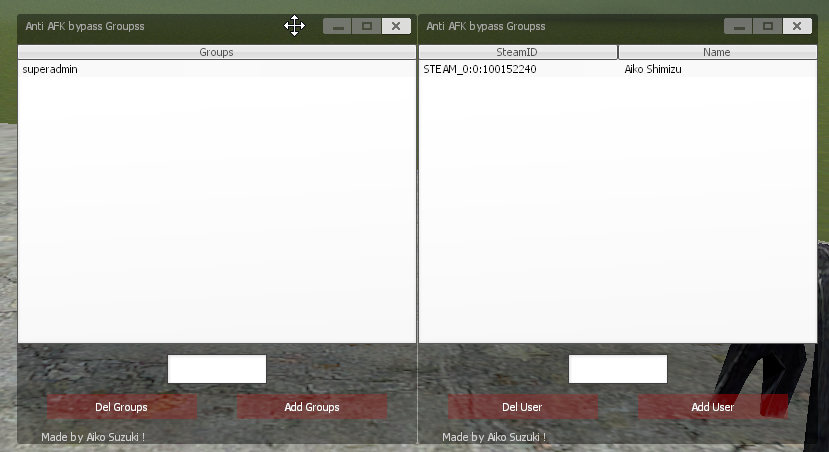 Anti AFK bypass Groupss
Groups
superadmin
Del Groups
Add Groups
Made by Aiko Suzuki !
Anti AFK bypass Groupss
SteamID
Name
STEAM_0:0:100152240
Aiko Shimizu
Del User
Add User
Made by Aiko Suzuki !